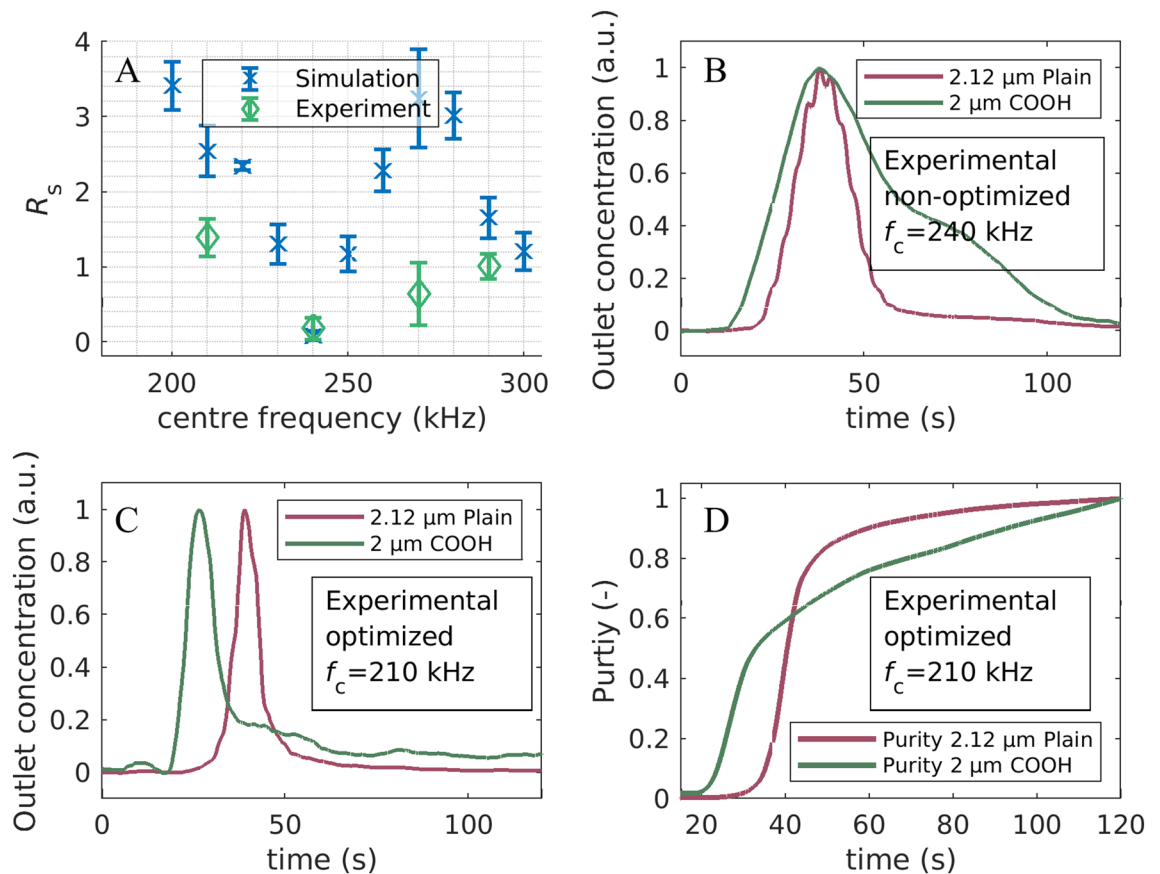 A
Simulation
Experiment
4
3
2
1
0
R_s
200
250
300
centre frequency (kHz)
B
2.12 µm Plain
2 µm COOH
Experimental
non-optimized
f_c=240 kHz
1
0.8
0.6
0.4
0.2
0
Outlet concentration (a.u.)
0
50
100
time (s)
C
2.12 µm Plain
2 µm COOH
Experimental
optimized
f_c=210 kHz
1
0.8
0.6
0.4
0.2
0
Outlet concentration (a.u.)
0
50
100
time (s)
D
Experimental
optimized
f_c=210 kHz
Purity 2.12 µm Plain
Purity 2 µm COOH
1
0.8
0.6
0.4
0.2
0
Purtiy (-)
20
40
60
80
100
120
time (s)